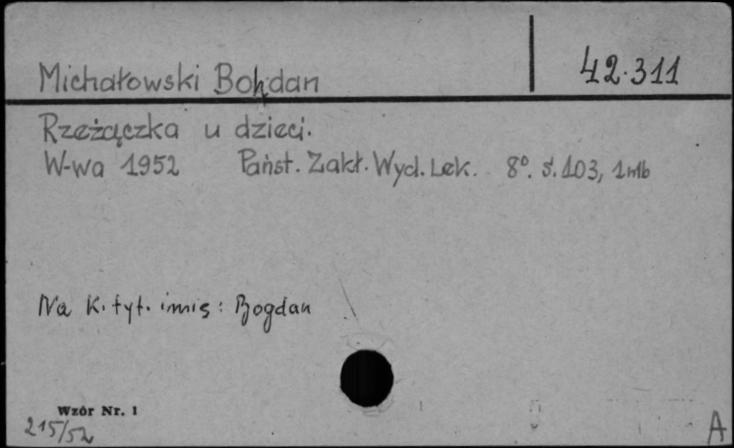 Michałowski Bohdan
42.311
Rzeżączka u dzieci.
W-wa 1952 Państ. Zakł. Wyd. Lek. 8°. s. 103, 1 nlb
Na k. tyt. imię: Bogdan
Wzór Nr. 1
215/52
A